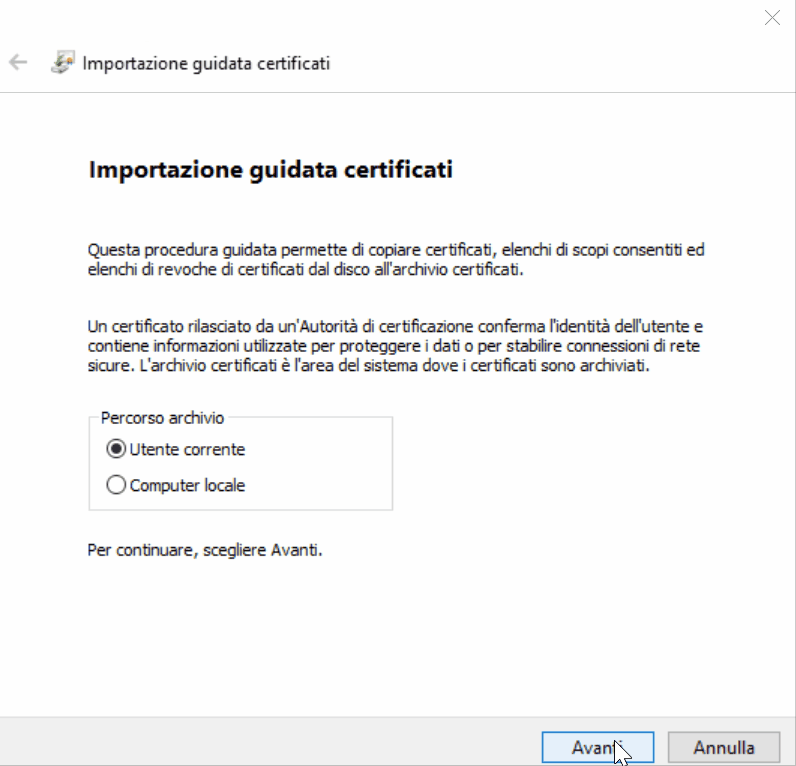 Importazione guidata certificati
Importazione guidata certificati
Questa procedura guidata permette di copiare certificati, elenchi di scopi consentiti ed
elenchi di revoche di certificati dal disco all'archivio certificati.
Un certificato rilasciato da un'Autorità di certificazione conferma l'identità dell'utente e
contiene informazioni utilizzate per proteggere i dati o per stabilire connessioni di rete
sicure. L'archivio certificati è l'area del sistema dove i certificati sono archiviati.
Percorso archivio
Utente corrente
Computer locale
Per continuare, scegliere Avanti.
Avanti
Annulla